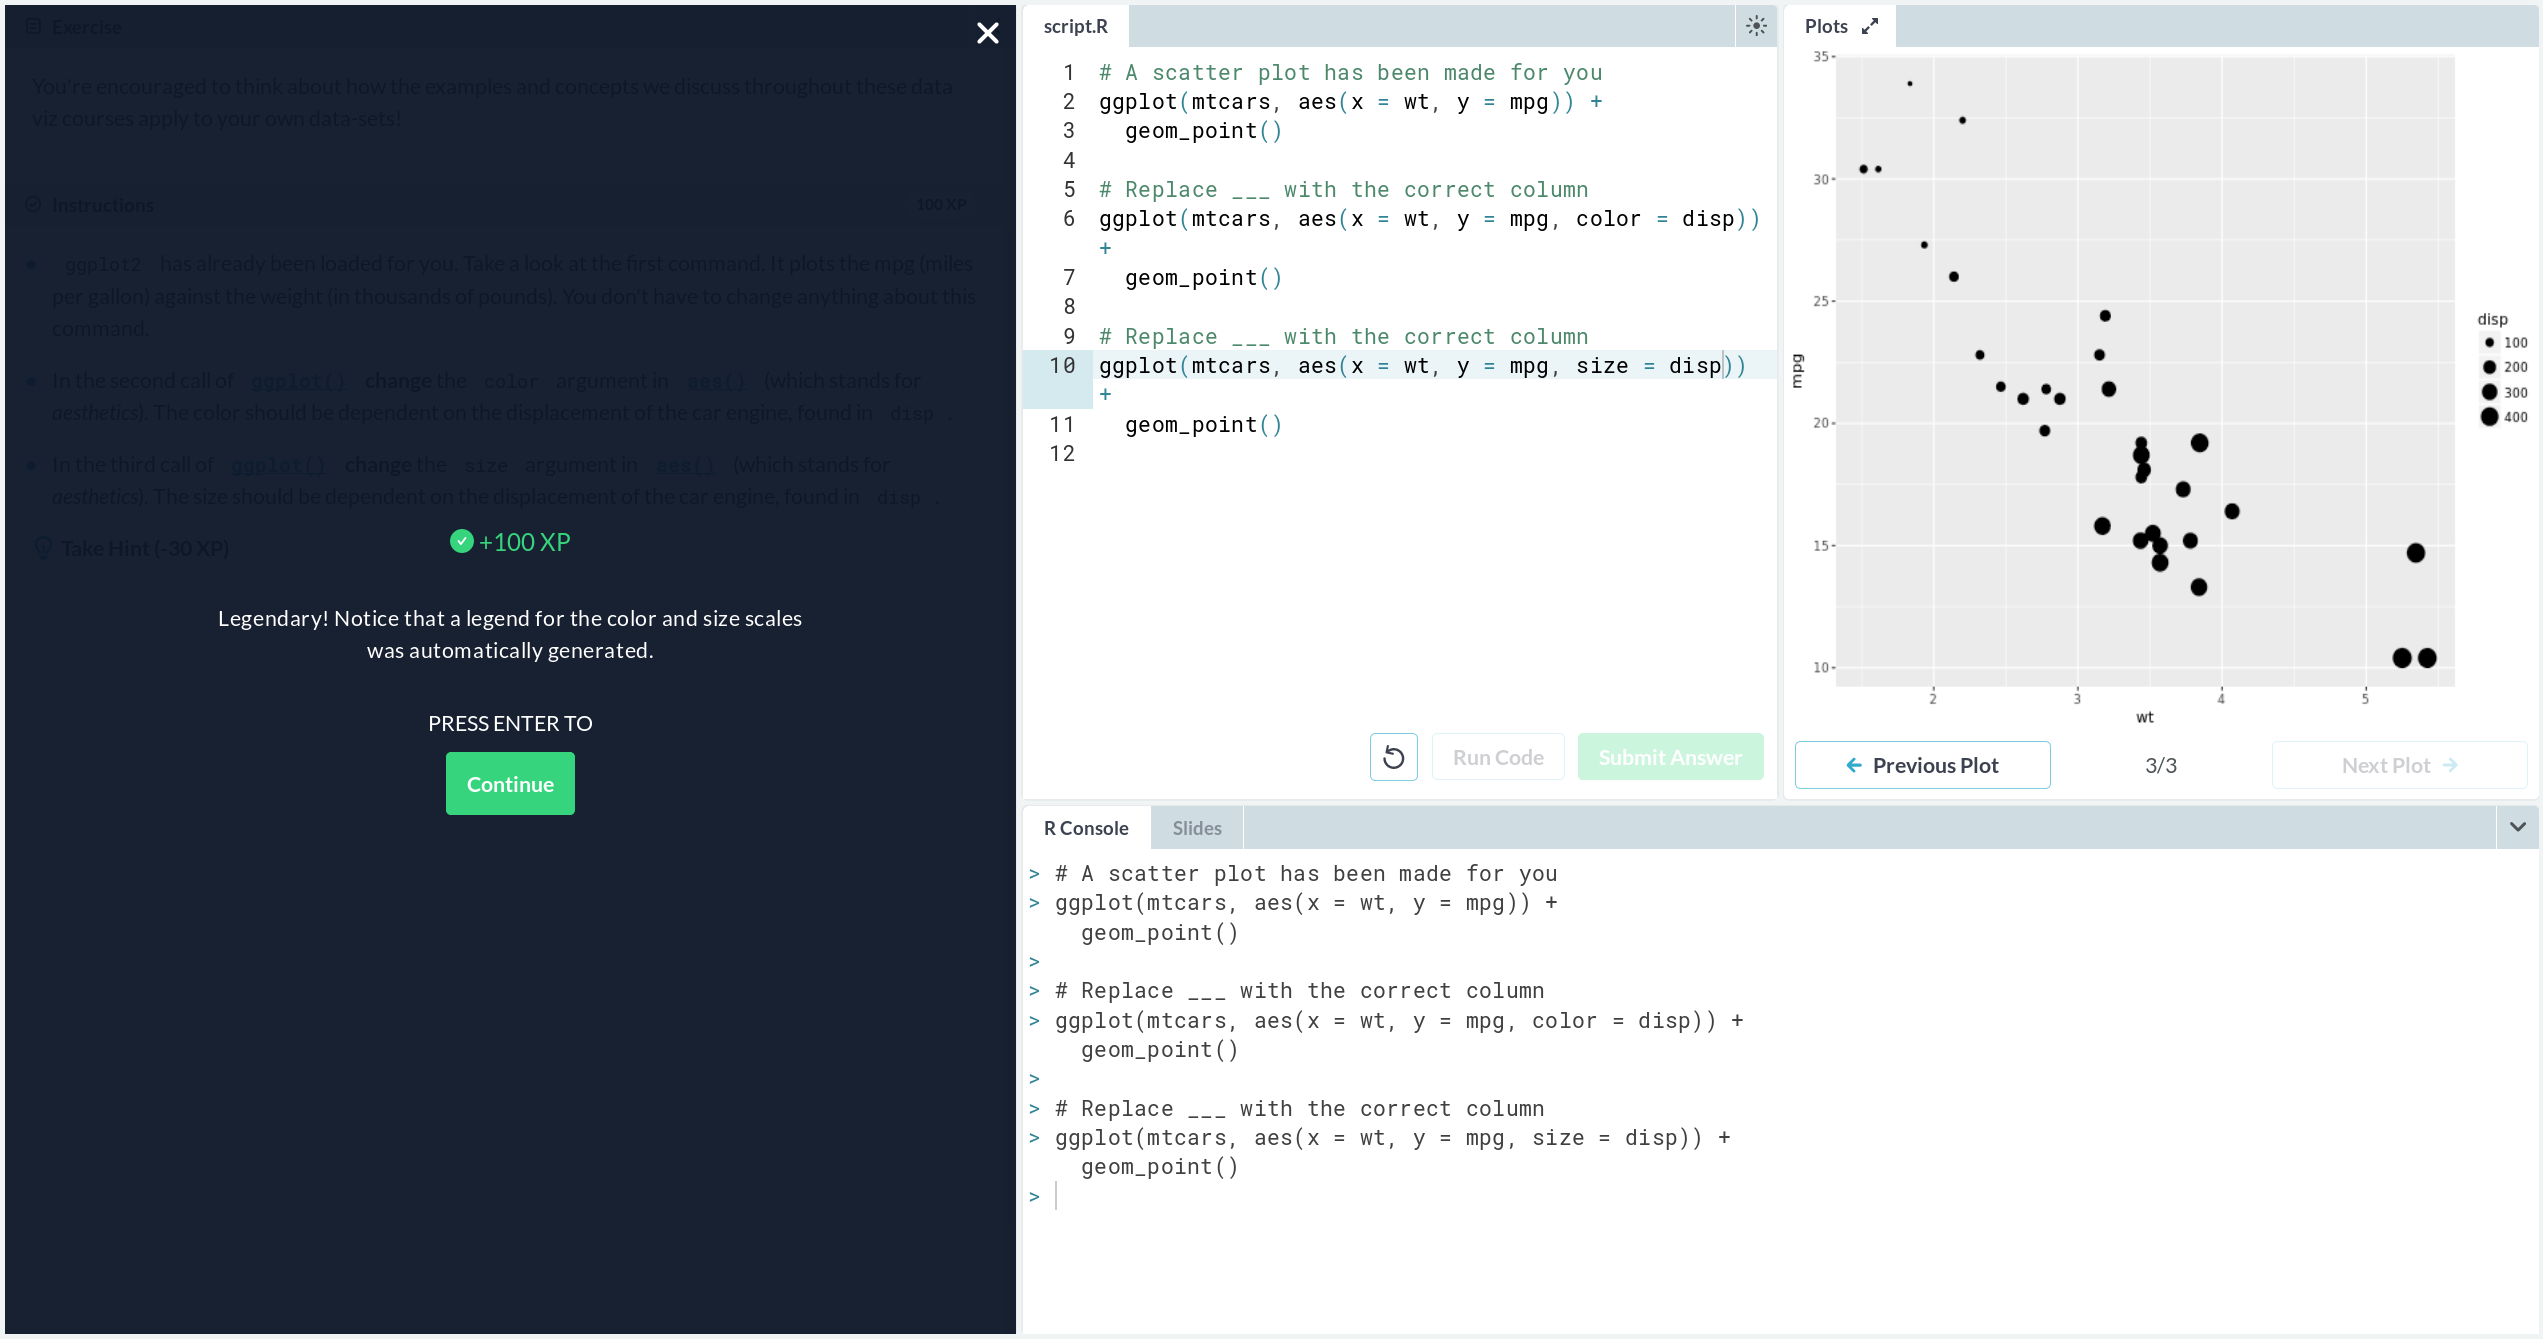 Exercise
You're encouraged to think about how the examples and concepts we discuss throughout these data
viz courses apply to your own data-sets!
Instructions
100 XP
ggplot2 has already been loaded for you. Take a look at the first command. It plots the mpg (miles
per gallon) against the weight (in thousands of pounds). You don't have to change anything about this
command.
In the second call of ggplot() change the color argument in aes() (which stands for
aesthetics). The color should be dependent on the displacement of the car engine, found in disp .
In the third call of ggplot() change the size argument in aes() (which stands for
aesthetics). The size should be dependent on the displacement of the car engine, found in disp .
Take Hint (-30 XP)
+100 XP
Legendary! Notice that a legend for the color and size scales
was automatically generated.
PRESS ENTER TO
Continue
script.R
1 # A scatter plot has been made for you
2 ggplot(mtcars, aes(x = wt, y = mpg)) +
3   geom_point()
4
5 # Replace ___ with the correct column
6 ggplot(mtcars, aes(x = wt, y = mpg, color = disp))
+
7   geom_point()
8
9 # Replace ___ with the correct column
10 ggplot(mtcars, aes(x = wt, y = mpg, size = disp))
+
11   geom_point()
12
Run Code
Submit Answer
Plots
35
30
25
20
15
10
mpg
2 3 4 5
wt
disp
100
200
300
400
Previous Plot
3/3
Next Plot
R Console
Slides
> # A scatter plot has been made for you
> ggplot(mtcars, aes(x = wt, y = mpg)) +
  geom_point()
>
> # Replace ___ with the correct column
> ggplot(mtcars, aes(x = wt, y = mpg, color = disp)) +
  geom_point()
>
> # Replace ___ with the correct column
> ggplot(mtcars, aes(x = wt, y = mpg, size = disp)) +
  geom_point()
>